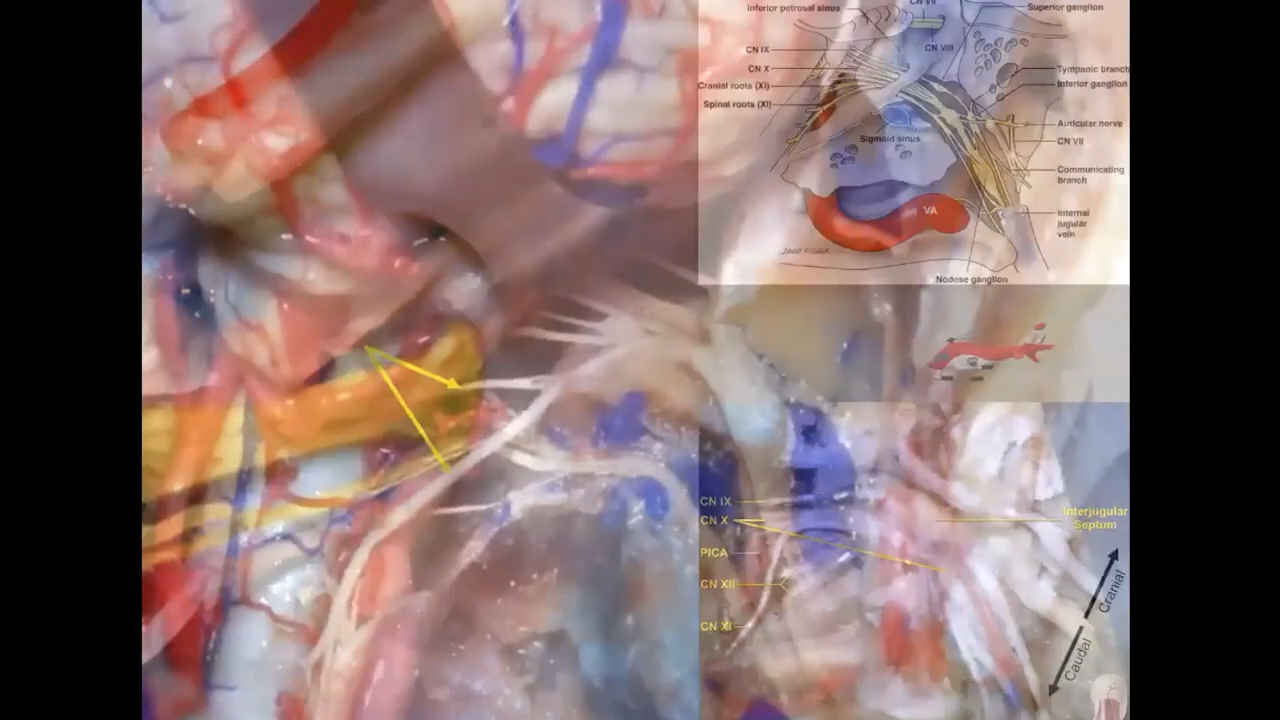 CN VII
Inferior petrosal sinus
Superior ganglion
CN IX
CN VIII
CN X
Tympanic branch
Cranial roots (XI)
Inferior ganglion
Spinal roots (XI)
Auricular nerve
Sigmoid sinus
CN VII
Communicating
branch
VA
Internal
jugular
vein
Nodose ganglion
CN IX
CN X
Interjugular
Septum
PICA
CN XII
CN XI
Cranial
Caudal